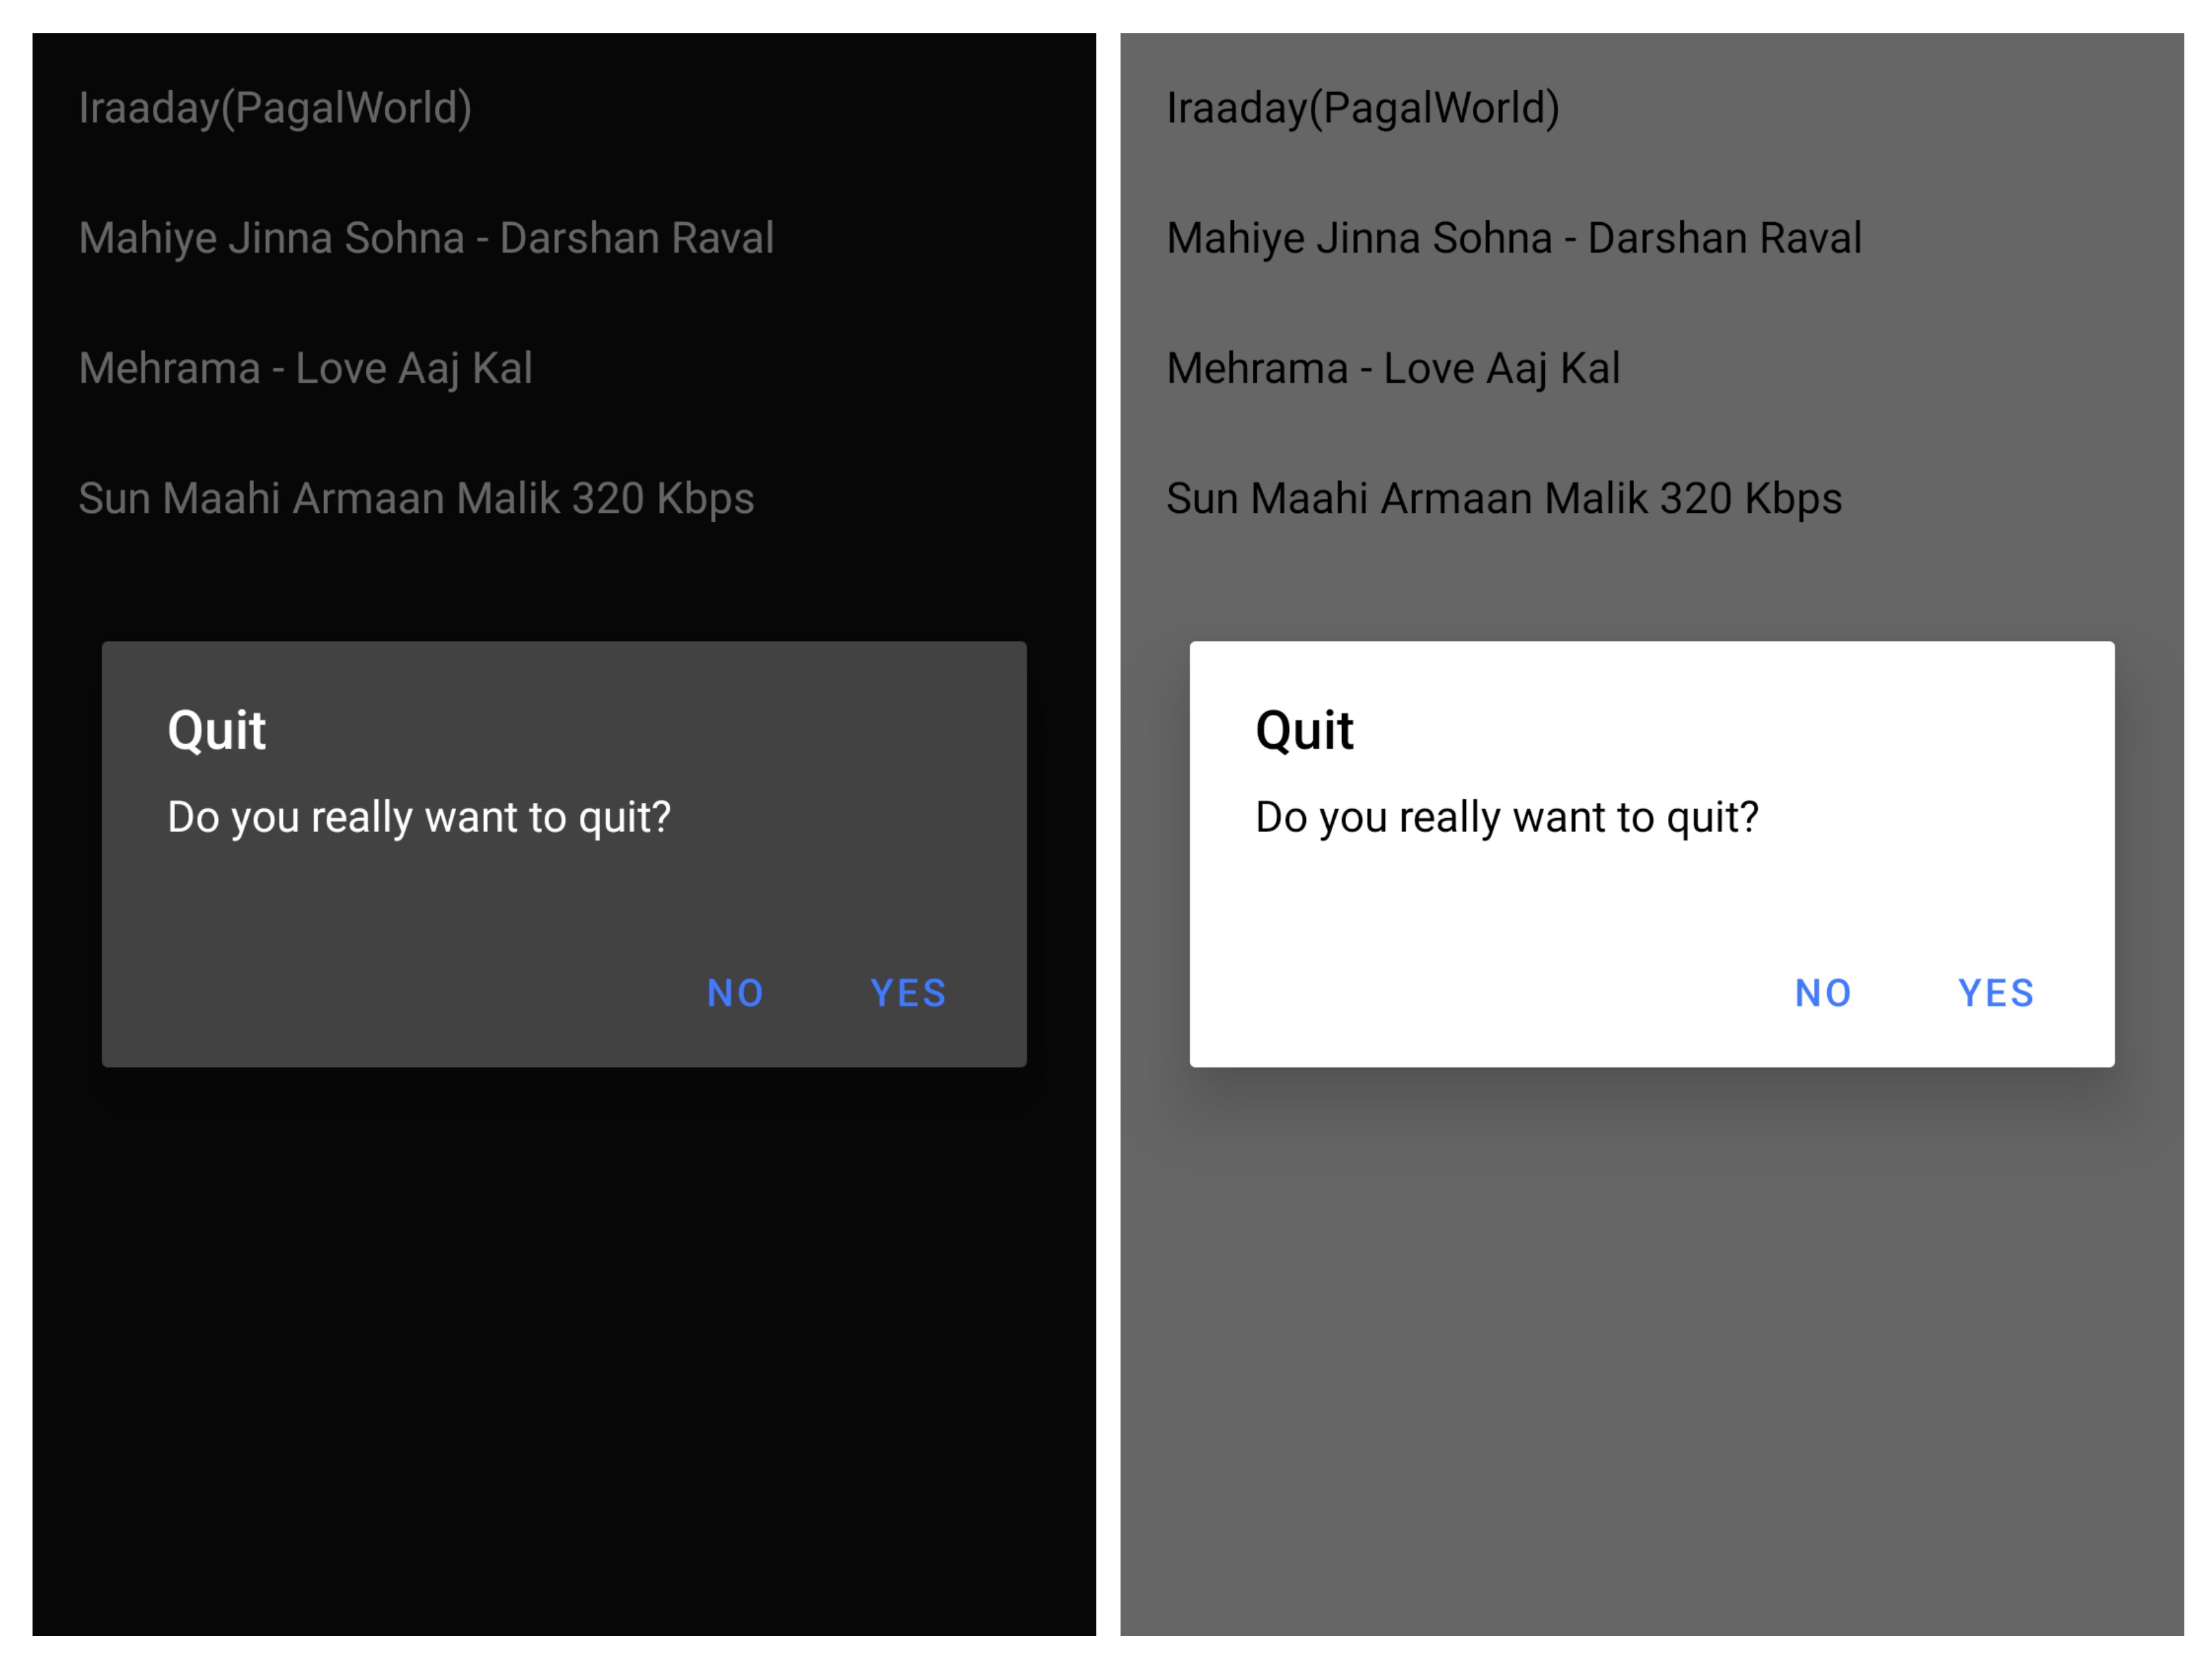 Iraaday(PagalWorld)
Mahiye Jinna Sohna - Darshan Raval
Mehrama - Love Aaj Kal
Sun Maahi Armaan Malik 320 Kbps
Quit
Do you really want to quit?
NO YES
Iraaday(PagalWorld)
Mahiye Jinna Sohna - Darshan Raval
Mehrama - Love Aaj Kal
Sun Maahi Armaan Malik 320 Kbps
Quit
Do you really want to quit?
NO YES